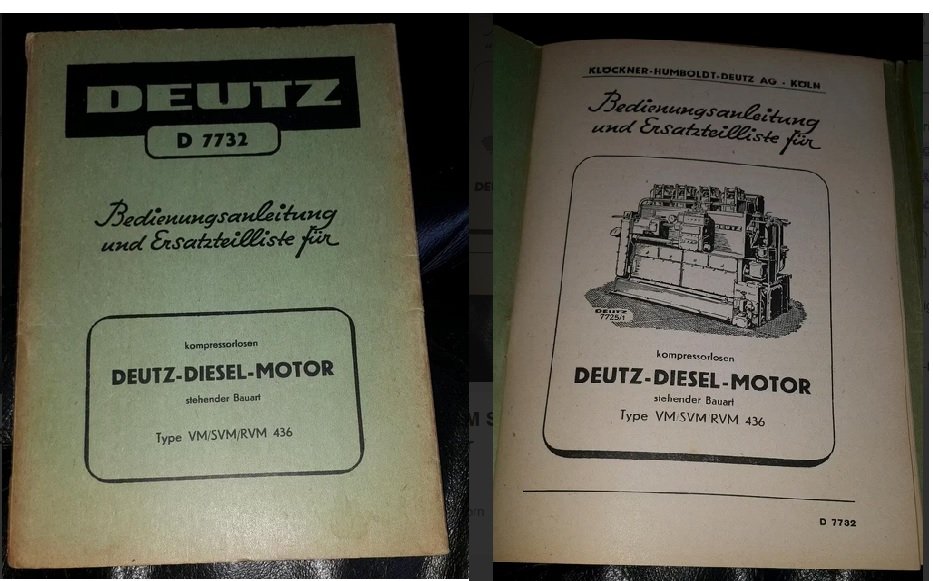 DEUTZ
D 7732
Bedienungsanleitung
und Ersatzteilliste für
kompressorlosen
DEUTZ-DIESEL-MOTOR
stehender Bauart
Type VM/SVM/RVM 436
KLÖCKNER-HUMBOLDT-DEUTZ AG · KÖLN
Bedienungsanleitung
und Ersatzteilliste für
DEUTZ
DEUTZ
7725/1
kompressorlosen
DEUTZ-DIESEL-MOTOR
stehender Bauart
Type VM SVM RVM 436
D 7732